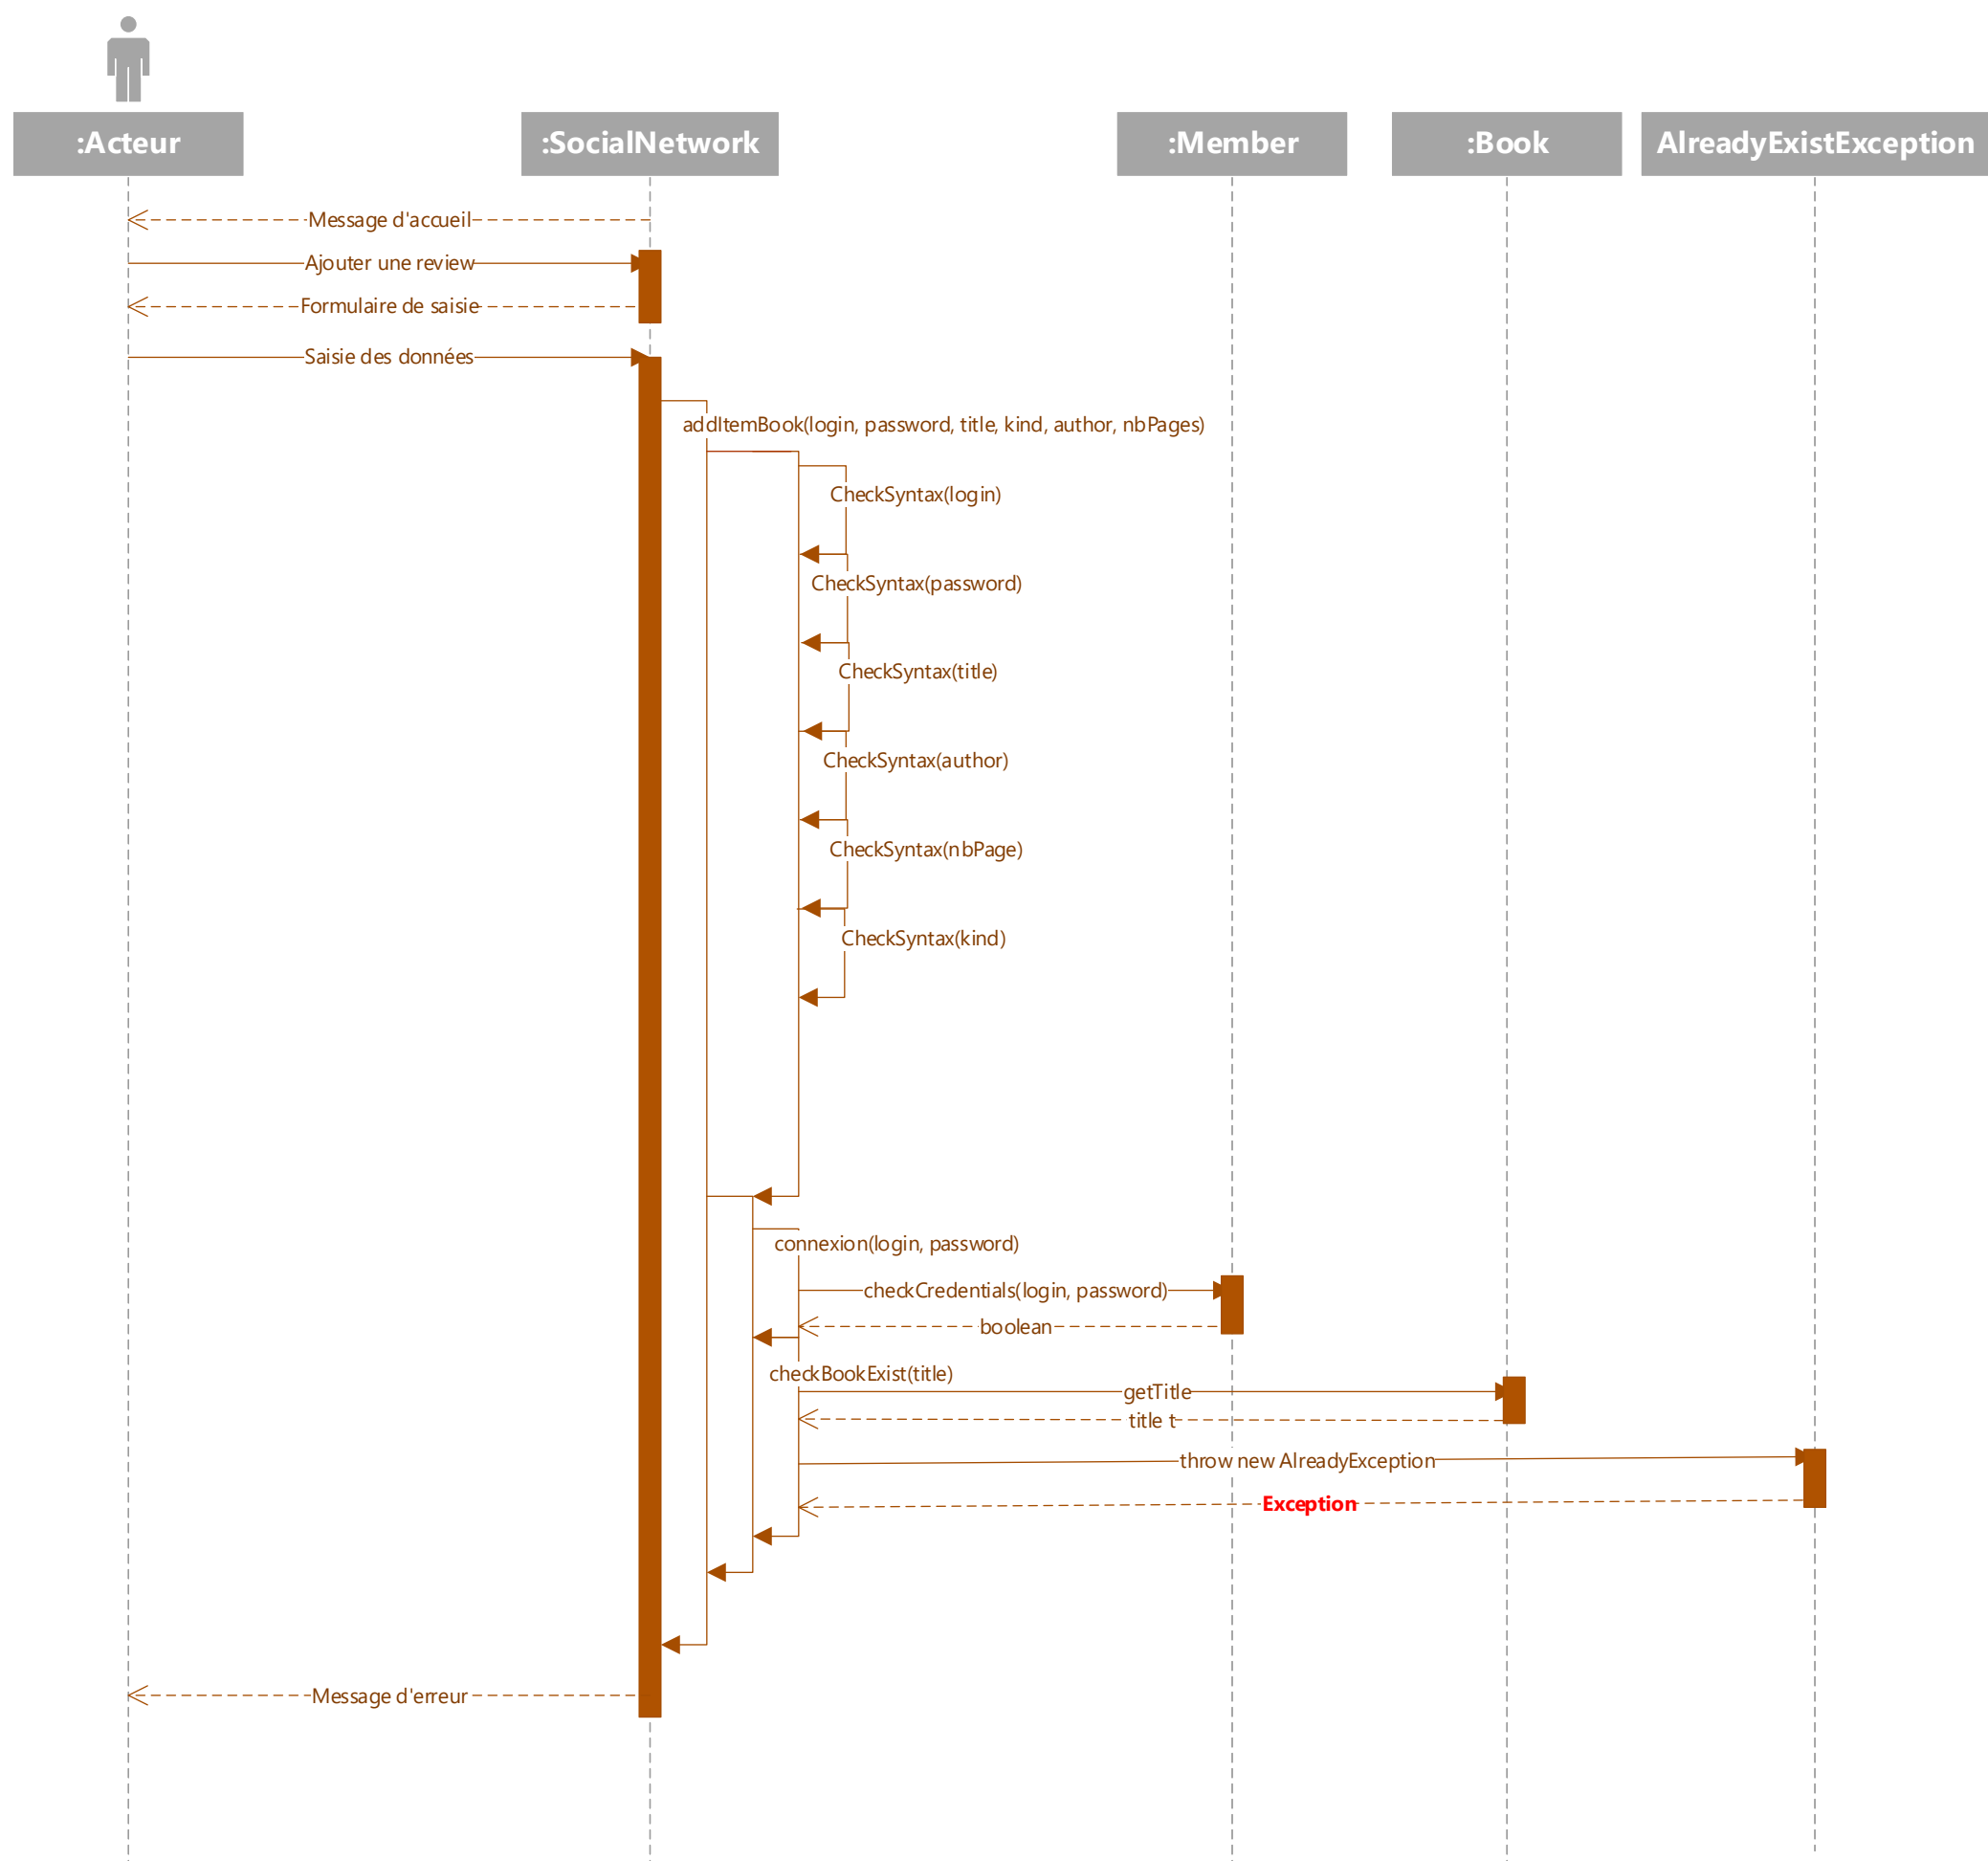 :Acteur
:SocialNetwork
:Member
:Book
AlreadyExistException
Message d'accueil
Ajouter une review
Formulaire de saisie
Saisie des données
addItemBook(login, password, title, kind, author, nbPages)
CheckSyntax(login)
CheckSyntax(password)
CheckSyntax(title)
CheckSyntax(author)
CheckSyntax(nbPage)
CheckSyntax(kind)
connexion(login, password)
checkCredentials(login, password)
boolean
checkBookExist(title)
getTitle
title t
throw new AlreadyException
Exception
Message d'erreur